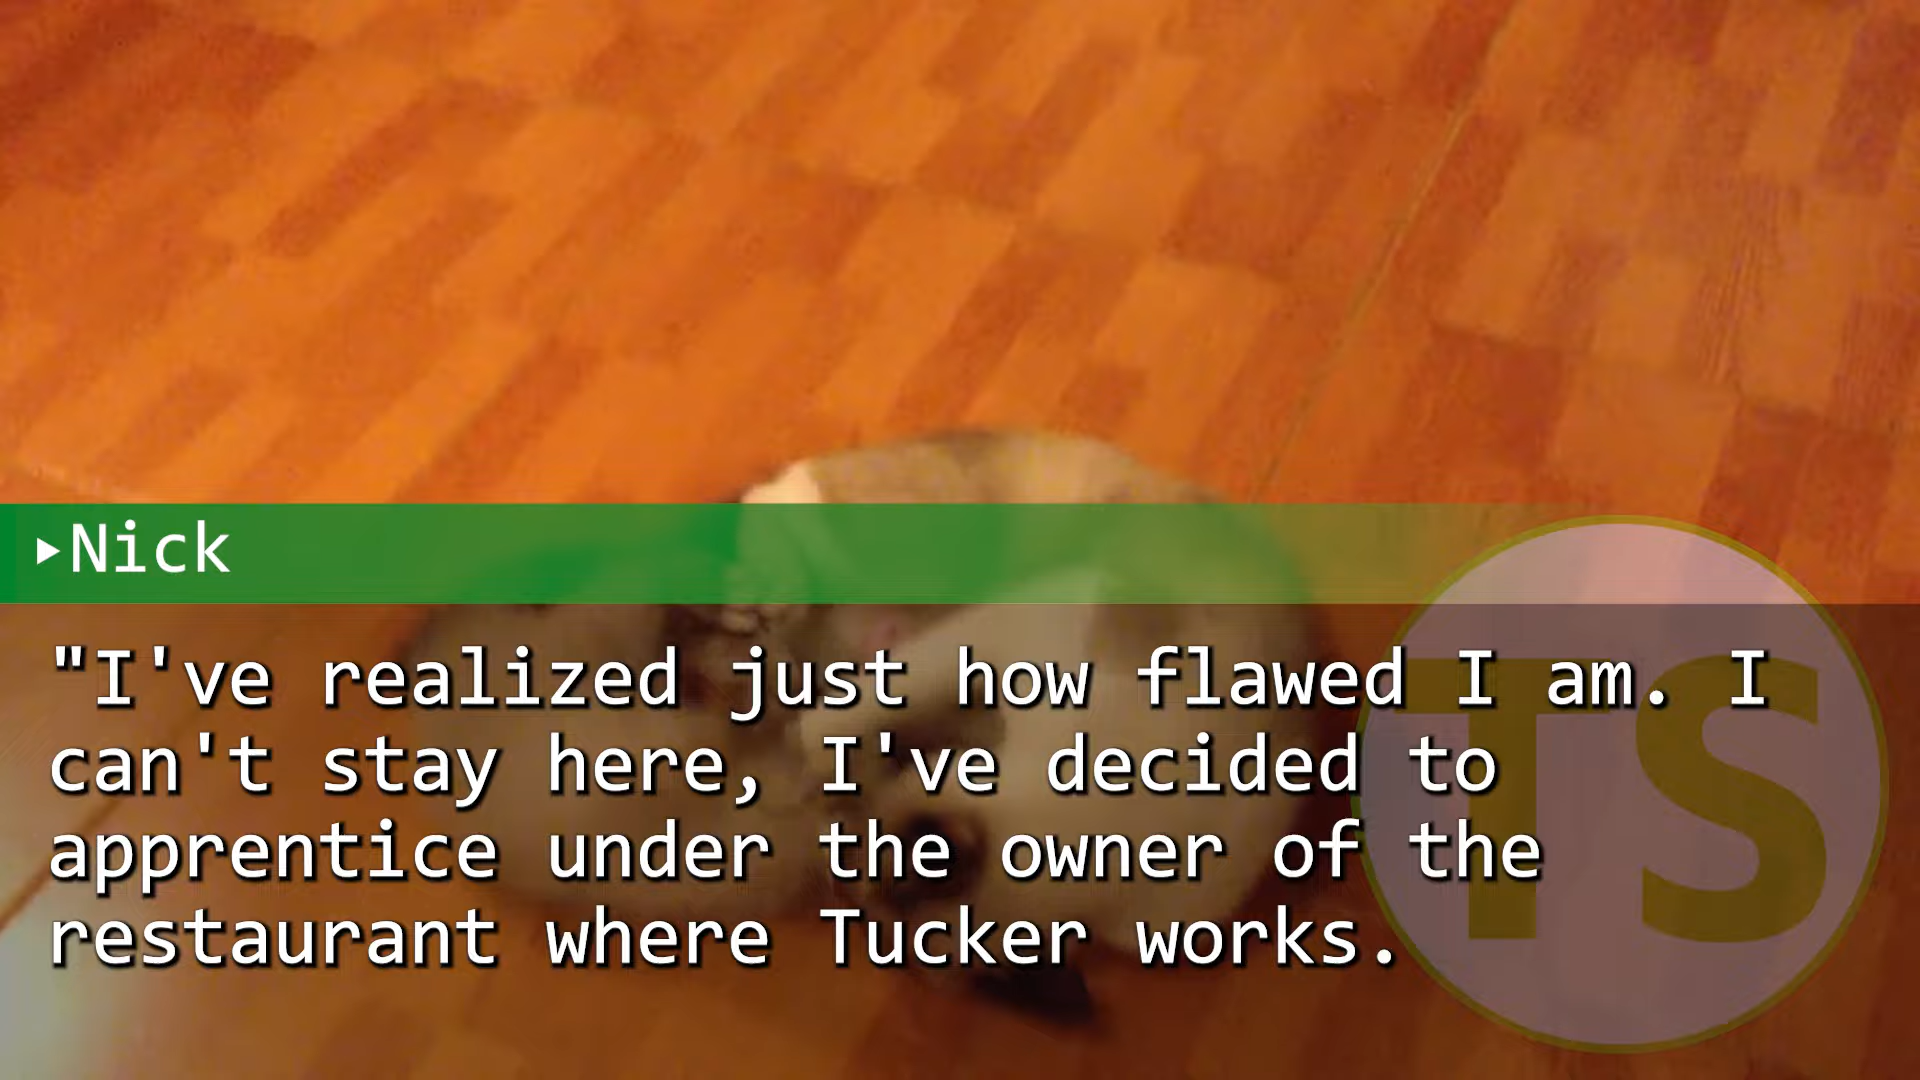 ▶Nick
"I've realized just how flawed I am. I
can't stay here, I've decided to
apprentice under the owner of the
restaurant where Tucker works.
TS